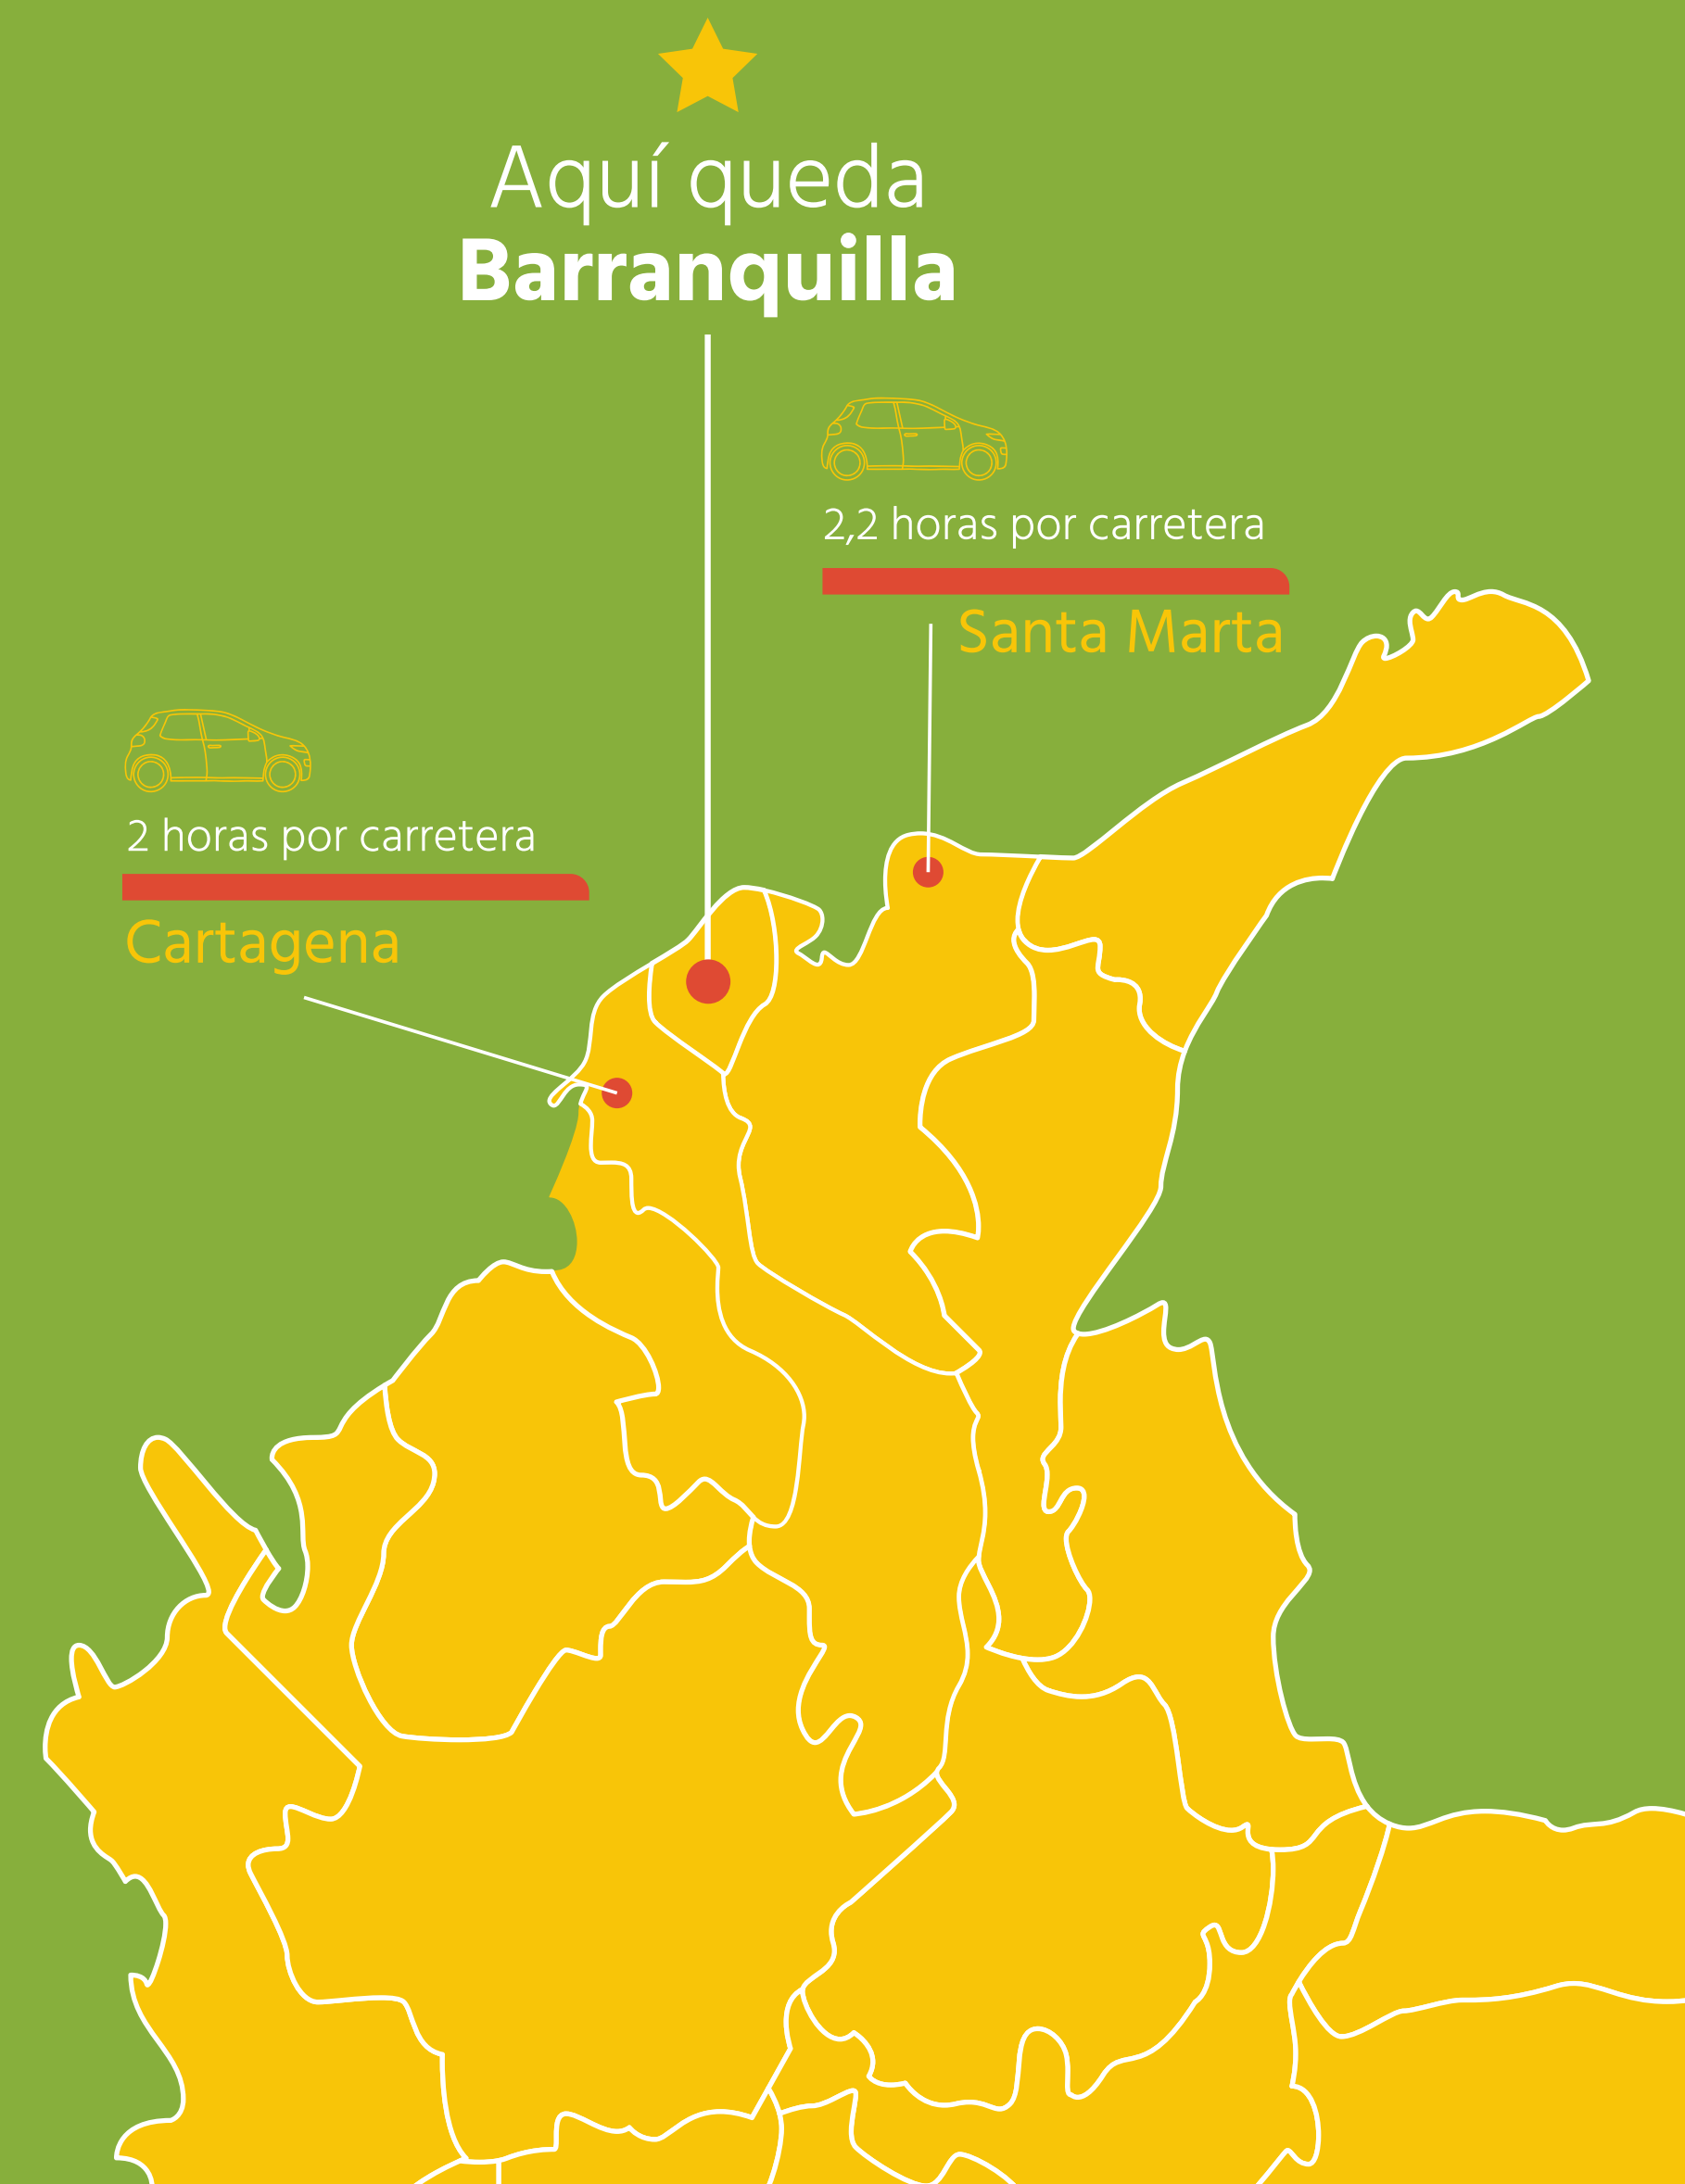 Aquí queda
Barranquilla
2,2 horas por carretera
Santa Marta
2 horas por carretera
Cartagena